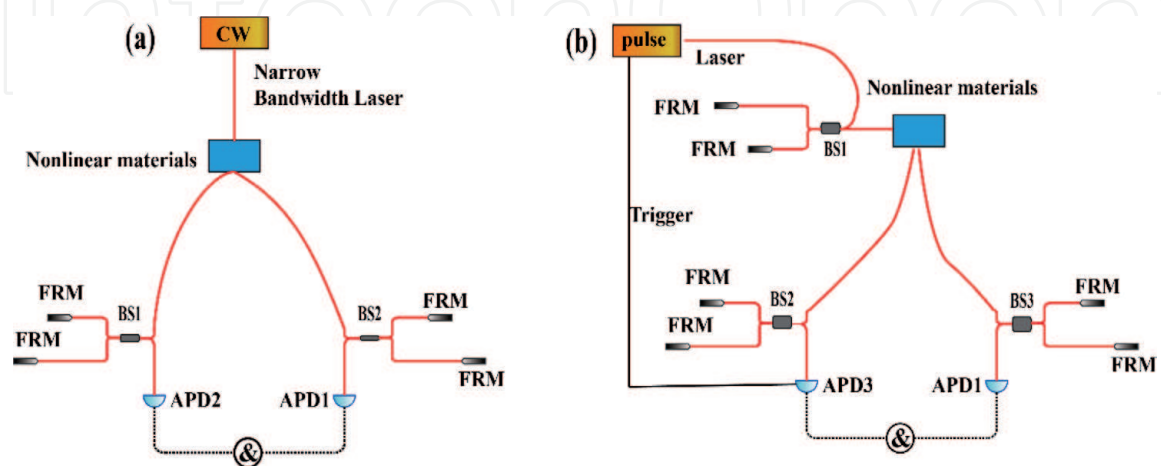 (a)
CW
Narrow
Bandwidth Laser
Nonlinear materials
FRM
FRM
BS1
BS2
FRM
FRM
APD2
APD1
&
(b)
pulse
Laser
Nonlinear materials
FRM
FRM
BS1
Trigger
FRM
FRM
BS2
BS3
FRM
FRM
APD3
APD1
&